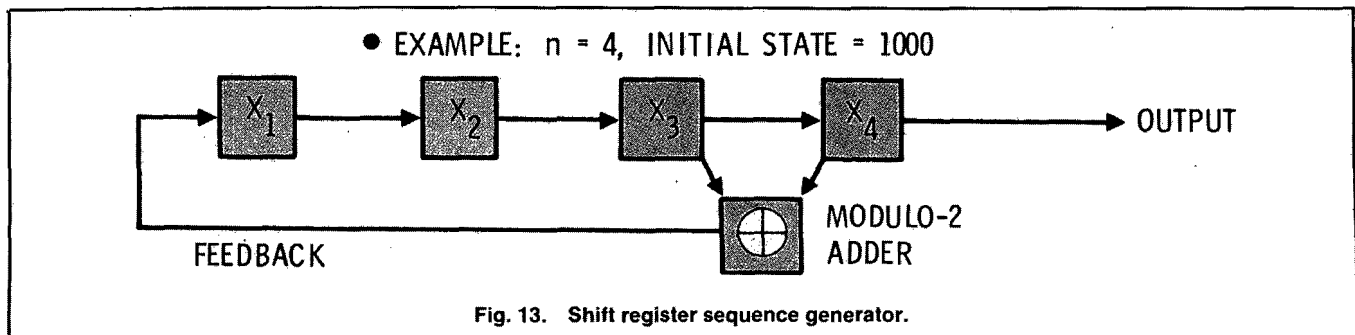 ● EXAMPLE: n = 4, INITIAL STATE = 1000
X1 X2 X3 X4 OUTPUT
FEEDBACK
MODULO-2
ADDER
Fig. 13. Shift register sequence generator.